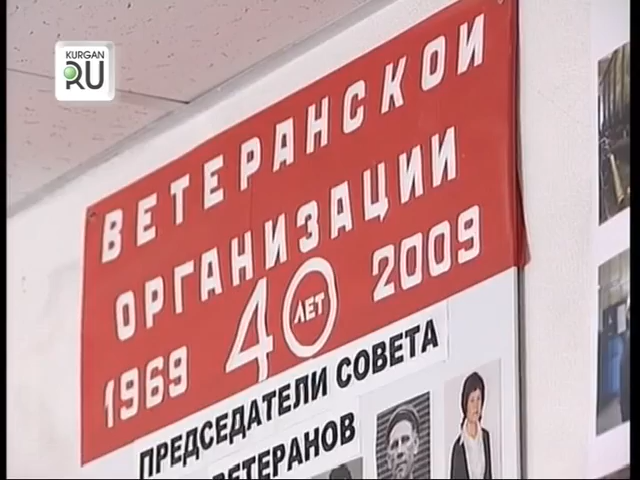 KURGAN
RU
ВЕТЕРАНСКОЙ
ОРГАНИЗАЦИИ
1969 40 ЛЕТ 2009
ПРЕДСЕДАТЕЛИ СОВЕТА
ВЕТЕРАНОВ